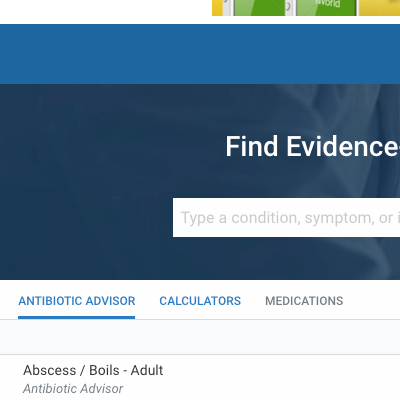 World
Find Evidence
Type a condition, symptom, or
ANTIBIOTIC ADVISOR CALCULATORS MEDICATIONS
Abscess / Boils - Adult
Antibiotic Advisor